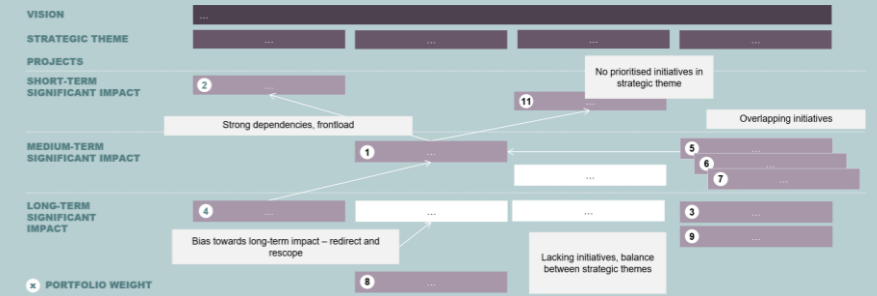 VISION
...
STRATEGIC THEME
...
...
...
...
PROJECTS
SHORT-TERM
SIGNIFICANT IMPACT
2
...
No prioritised initiatives in
strategic theme
11
...
Strong dependencies, frontload
Overlapping initiatives
MEDIUM-TERM
SIGNIFICANT IMPACT
1
...
5
...
6
...
7
...
...
LONG-TERM
SIGNIFICANT
IMPACT
4
...
...
...
3
...
9
...
Bias towards long-term impact – redirect and
rescope
Lacking initiatives, balance
between strategic themes
8
...
x PORTFOLIO WEIGHT